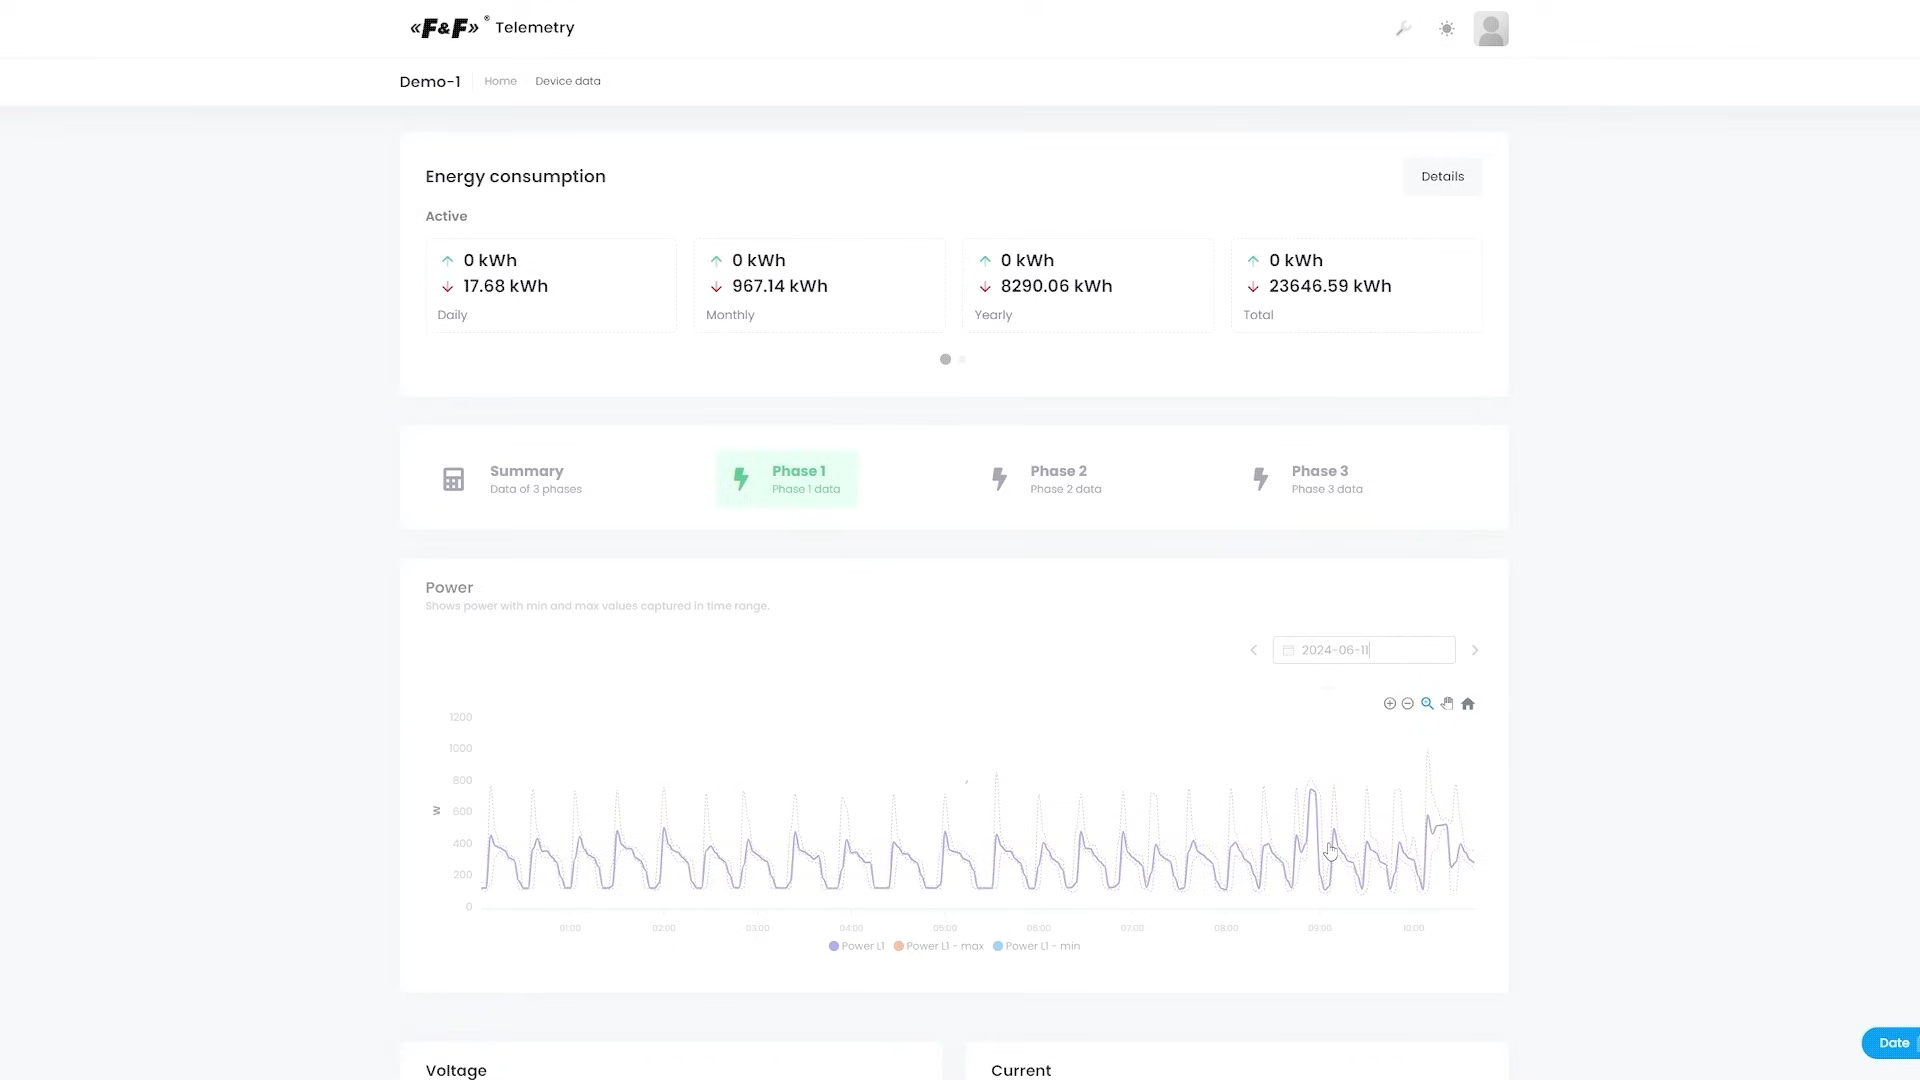 «F&F»® Telemetry
Demo-1 Home Device data
Energy consumption Details
Active
0 kWh 0 kWh 0 kWh 0 kWh
17.68 kWh 967.14 kWh 8290.06 kWh 23646.59 kWh
Daily Monthly Yearly Total
Summary Phase 1 Phase 2 Phase 3
Data of 3 phases Phase 1 data Phase 2 data Phase 3 data
Power
Shows power with min and max values captured in time range.
2024-06-11
1200
1000
800
W 600
400
200
0
01:00 02:00 03:00 04:00 05:00 06:00 07:00 08:00 09:00 10:00
Power L1 Power L1 - max Power L1 - min
Date
Voltage Current